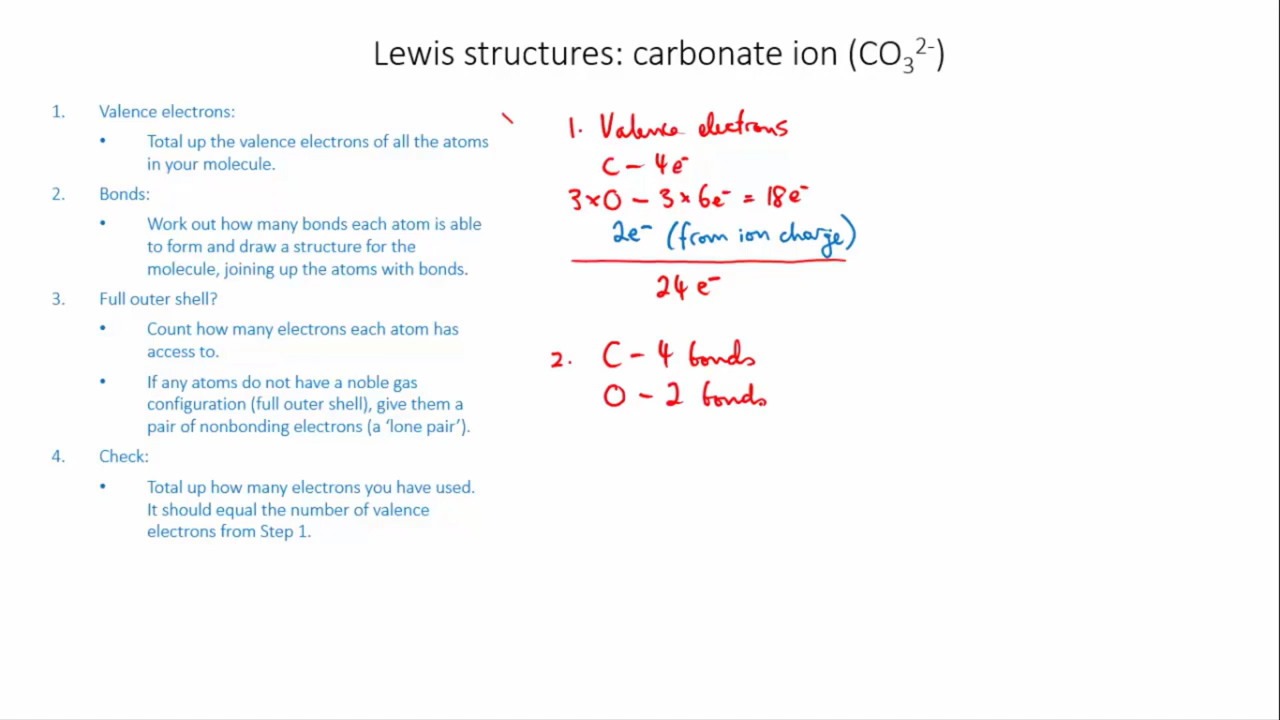 Lewis structures: carbonate ion (CO₃²⁻)
1. Valence electrons:
• Total up the valence electrons of all the atoms
in your molecule.
2. Bonds:
• Work out how many bonds each atom is able
to form and draw a structure for the
molecule, joining up the atoms with bonds.
3. Full outer shell?
• Count how many electrons each atom has
access to.
• If any atoms do not have a noble gas
configuration (full outer shell), give them a
pair of nonbonding electrons (a ‘lone pair’).
4. Check:
• Total up how many electrons you have used.
It should equal the number of valence
electrons from Step 1.
1. Valence electrons
C – 4e⁻
3×O – 3×6e⁻ = 18e⁻
2e⁻ (from ion charge)
24e⁻
2. C – 4 bonds
O – 2 bonds